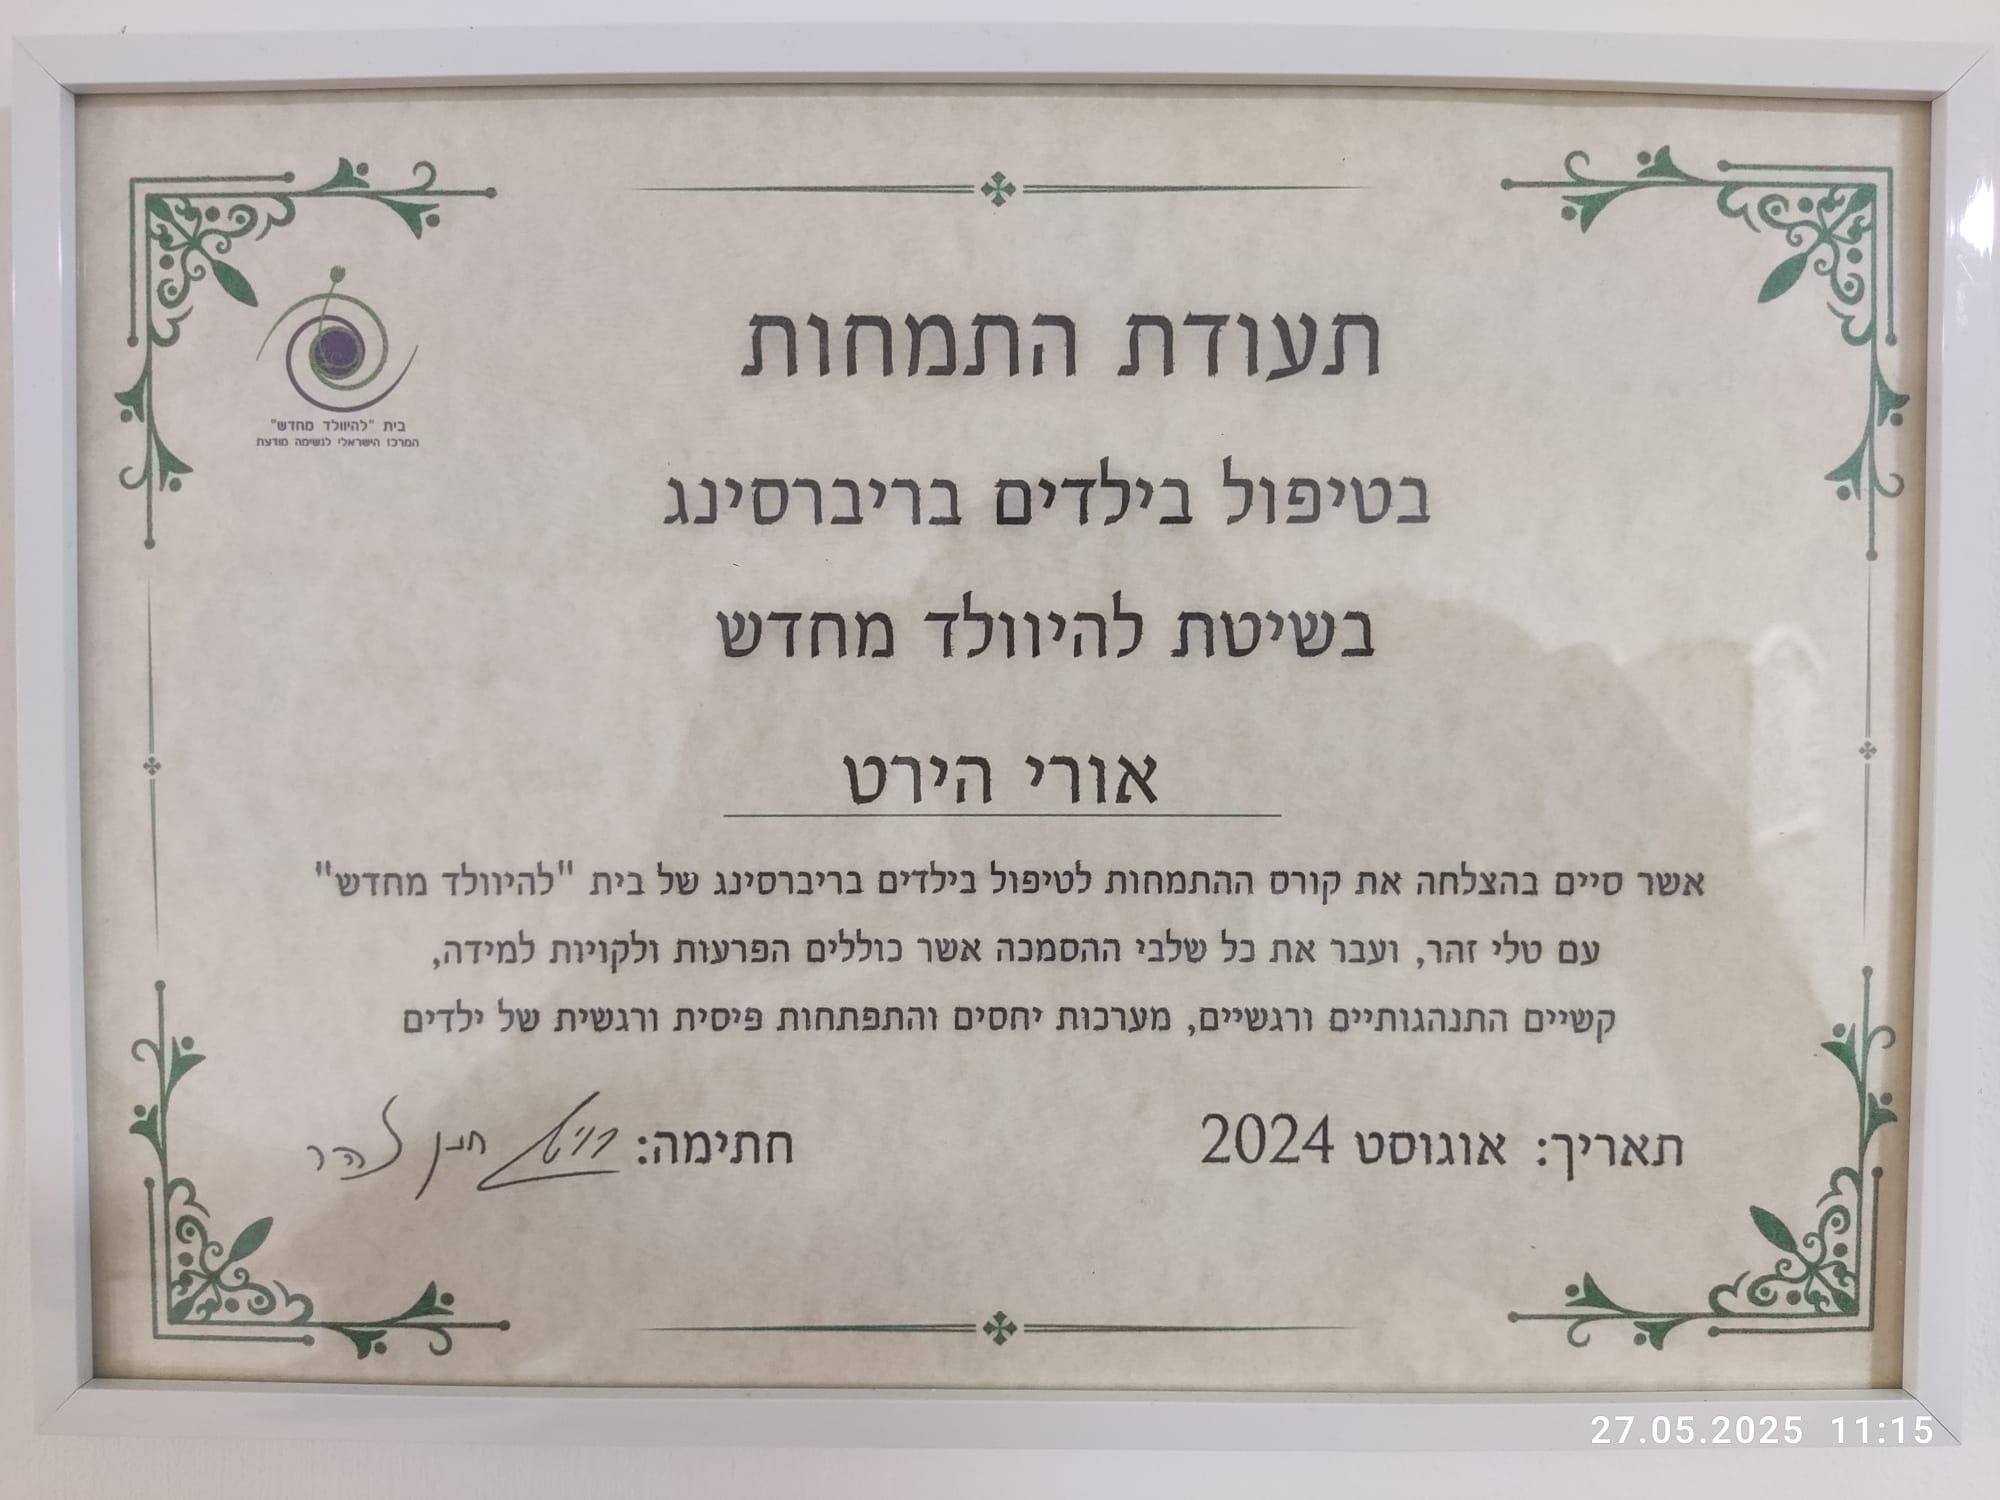 בית "להיוולד מחדש"
המרכז הישראלי לנשימה מודעת
תעודת התמחות
בטיפול בילדים בריברסינג
בשיטת להיוולד מחדש
אורי הירט
אשר סיים בהצלחה את קורס ההתמחות לטיפול בילדים בריברסינג של בית "להיוולד מחדש"
עם טלי זהר, ועבר את כל שלבי ההסמכה אשר כוללים הפרעות ולקויות למידה,
קשיים התנהגותיים ורגשיים, מערכות יחסים והתפתחות פיסית ורגשית של ילדים
תאריך: אוגוסט 2024 חתימה:
27.05.2025 11:15